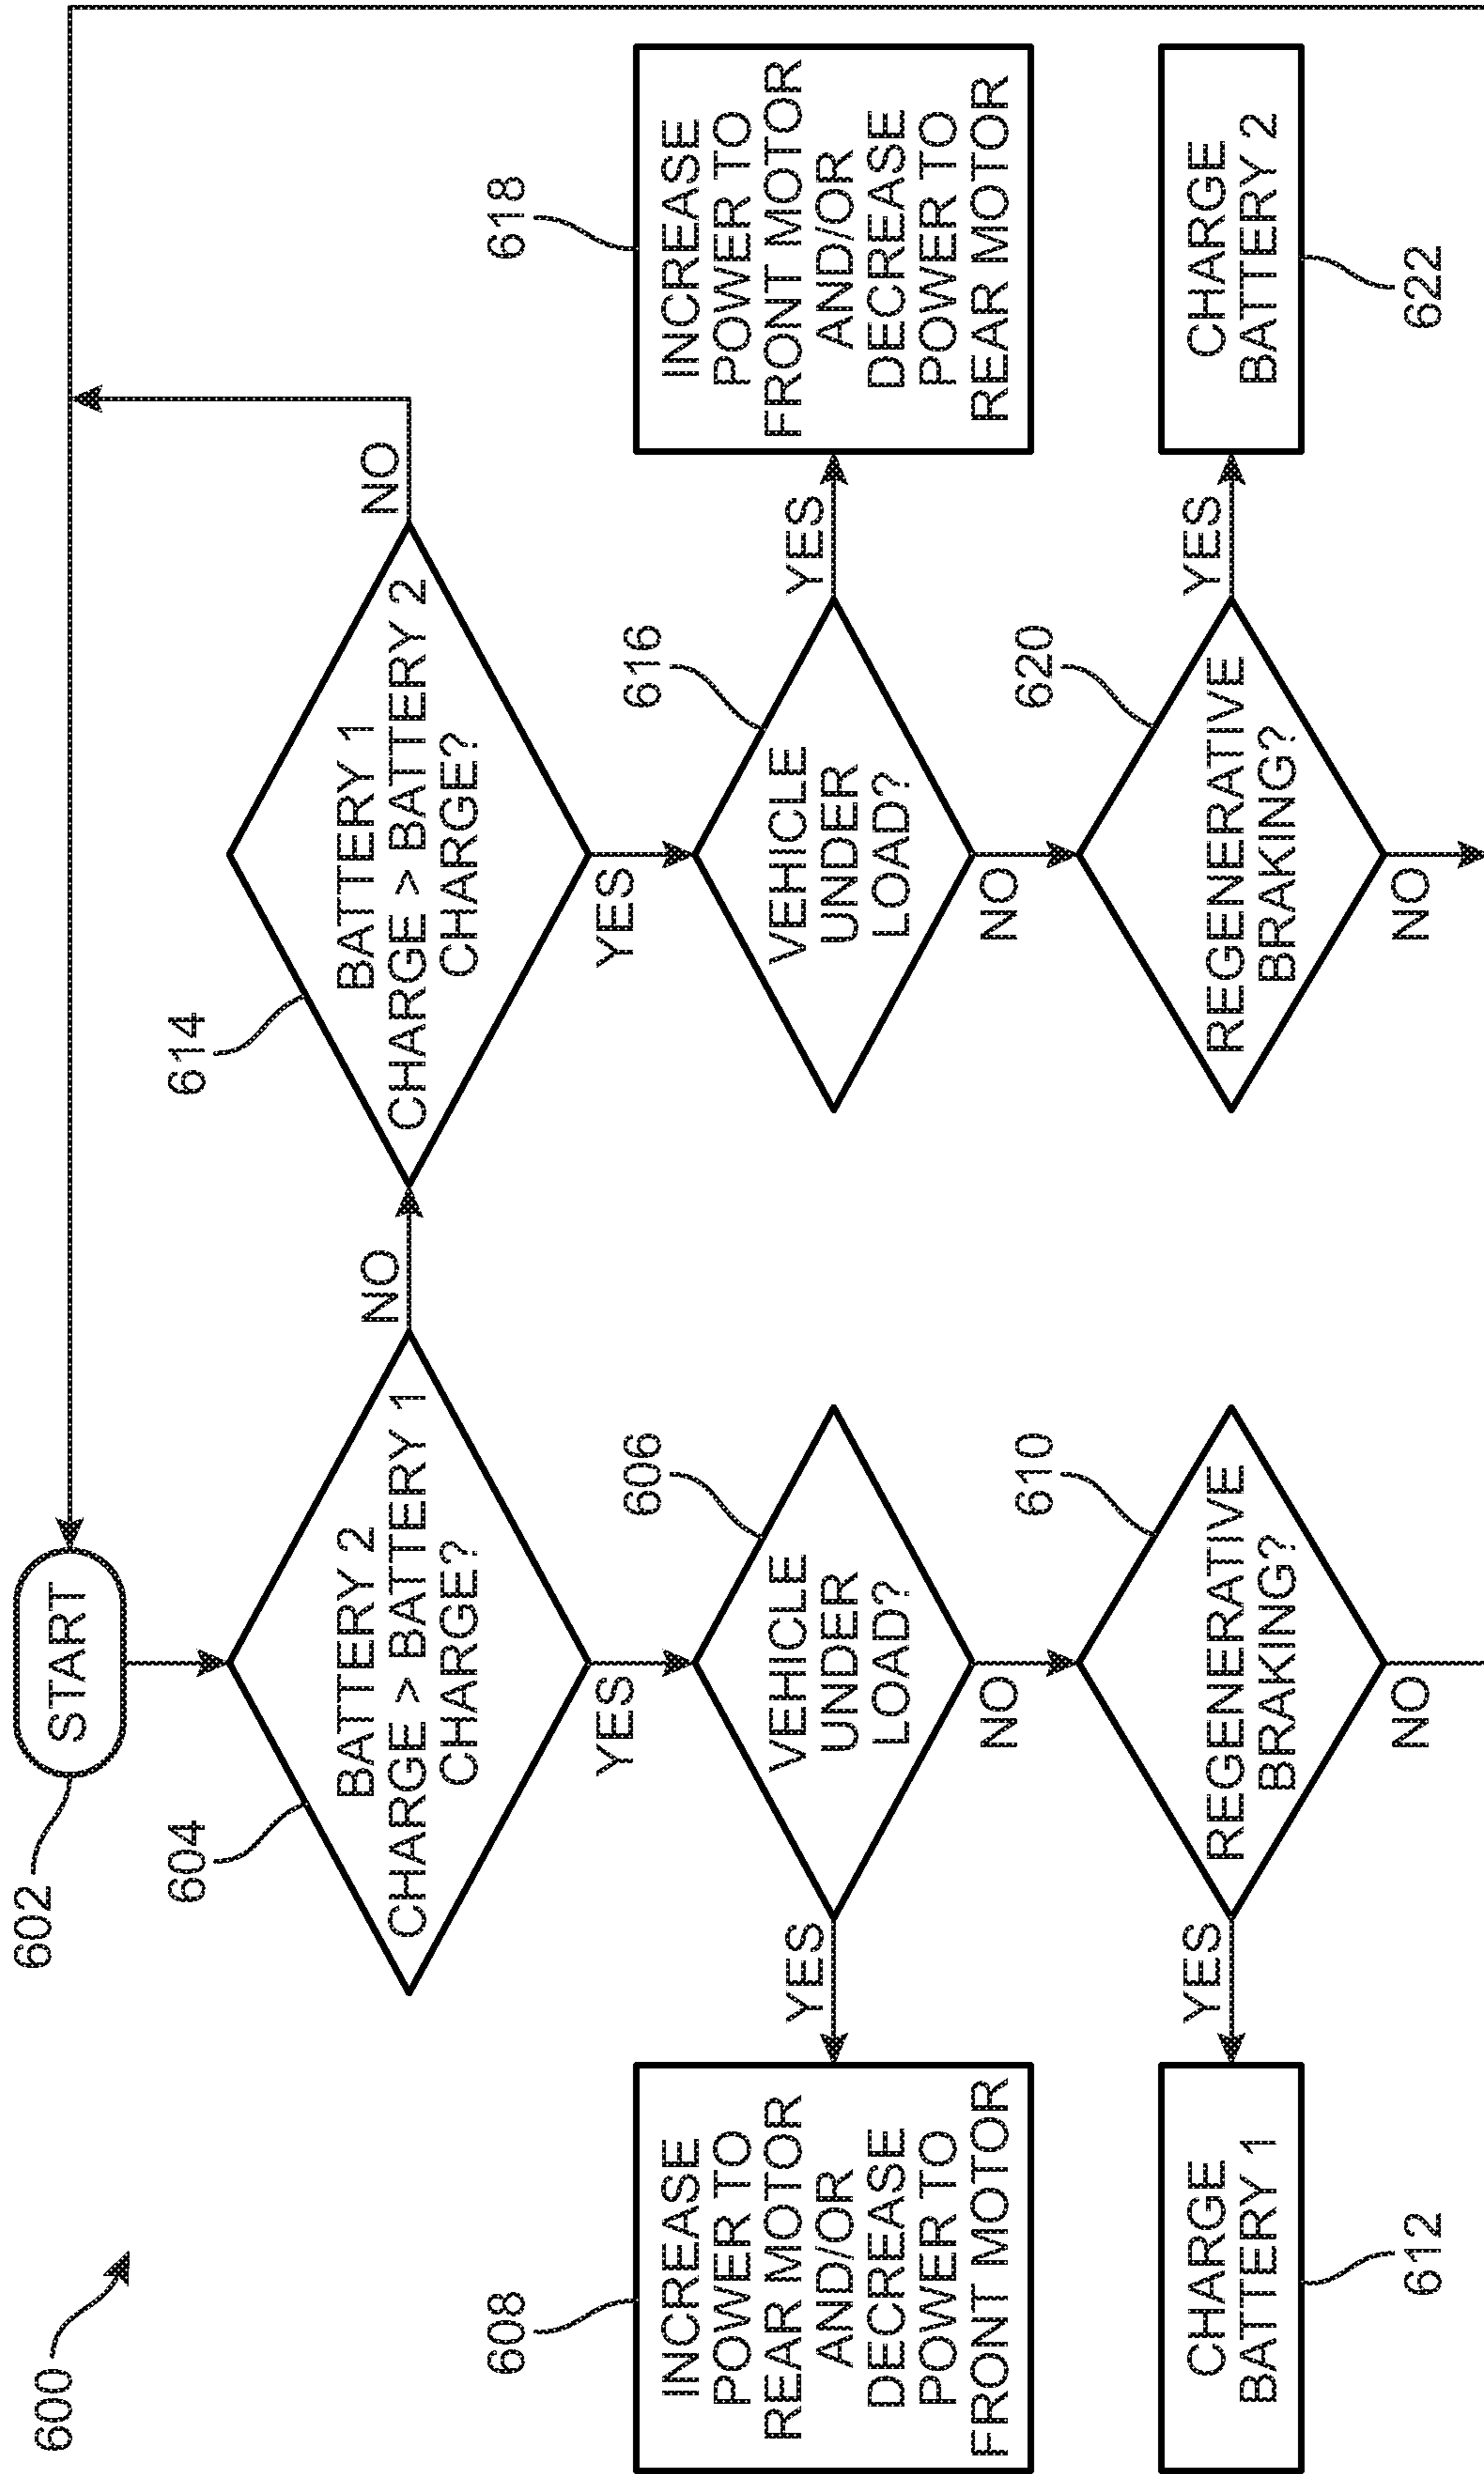 600
602
START
604
BATTERY 2
CHARGE > BATTERY 1
CHARGE?
NO
614
BATTERY 1
CHARGE > BATTERY 2
CHARGE?
NO
YES
YES
608
INCREASE
POWER TO
REAR MOTOR
AND/OR
DECREASE
POWER TO
FRONT MOTOR
YES
606
VEHICLE
UNDER
LOAD?
616
VEHICLE
UNDER
LOAD?
YES
618
INCREASE
POWER TO
FRONT MOTOR
AND/OR
DECREASE
POWER TO
REAR MOTOR
NO
NO
612
CHARGE
BATTERY 1
YES
610
REGENERATIVE
BRAKING?
620
REGENERATIVE
BRAKING?
YES
CHARGE
BATTERY 2
622
NO
NO